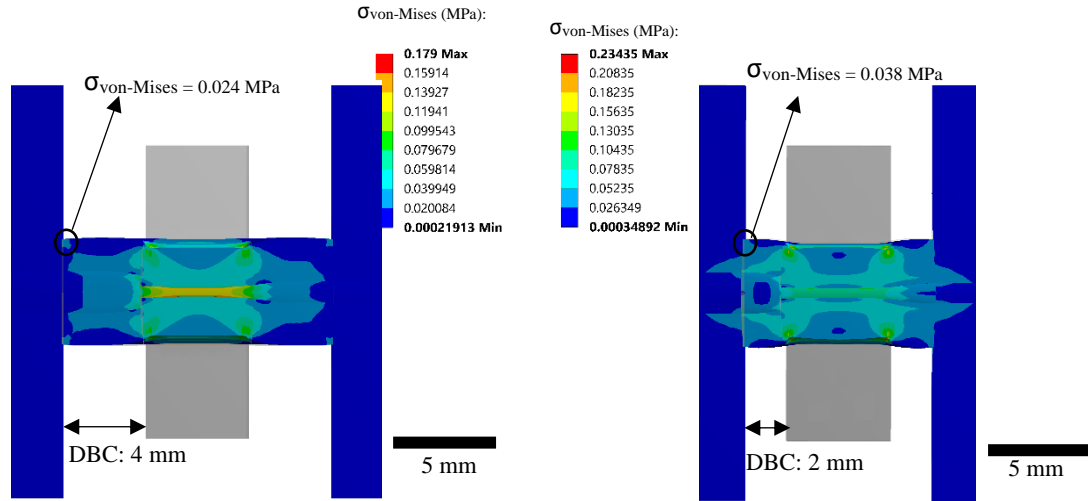 σvon-Mises (MPa):
0.179 Max
0.15914
0.13927
0.11941
0.099543
0.079679
0.059814
0.039949
0.020084
0.00021913 Min
σvon-Mises = 0.024 MPa
DBC: 4 mm
5 mm
σvon-Mises (MPa):
0.23435 Max
0.20835
0.18235
0.15635
0.13035
0.10435
0.07835
0.05235
0.026349
0.00034892 Min
σvon-Mises = 0.038 MPa
DBC: 2 mm
5 mm